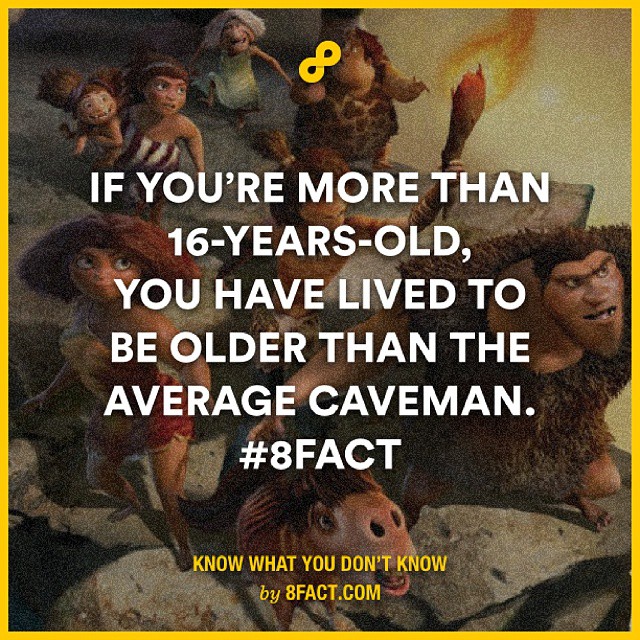 IF YOU'RE MORE THAN
16-YEARS-OLD,
YOU HAVE LIVED TO
BE OLDER THAN THE
AVERAGE CAVEMAN.
#8FACT
KNOW WHAT YOU DON'T KNOW
by 8FACT.COM